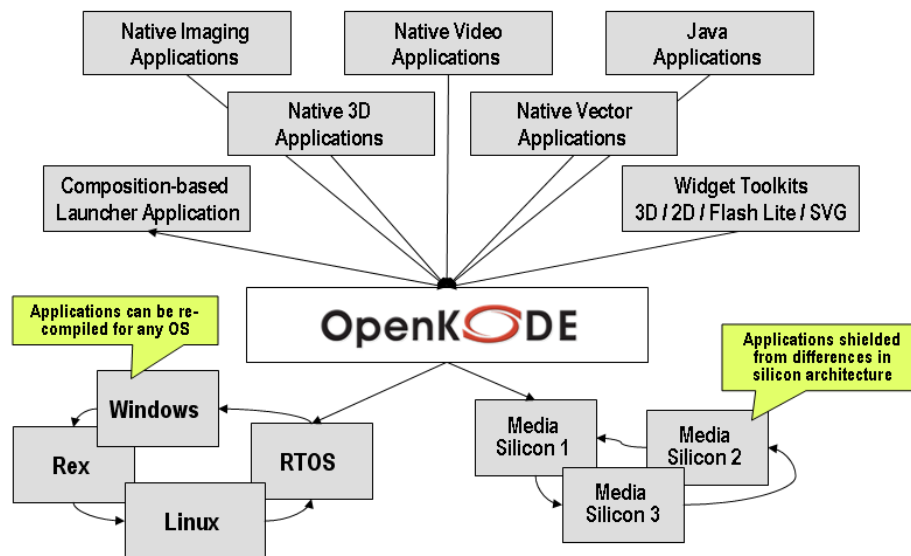 Native Imaging
Applications
Native Video
Applications
Java
Applications
Native 3D
Applications
Native Vector
Applications
Composition-based
Launcher Application
Widget Toolkits
3D / 2D / Flash Lite / SVG
OpenKODE
Applications can be re-
compiled for any OS
Applications shielded
from differences in
silicon architecture
Windows
Rex
RTOS
Linux
Media
Silicon 1
Media
Silicon 2
Media
Silicon 3